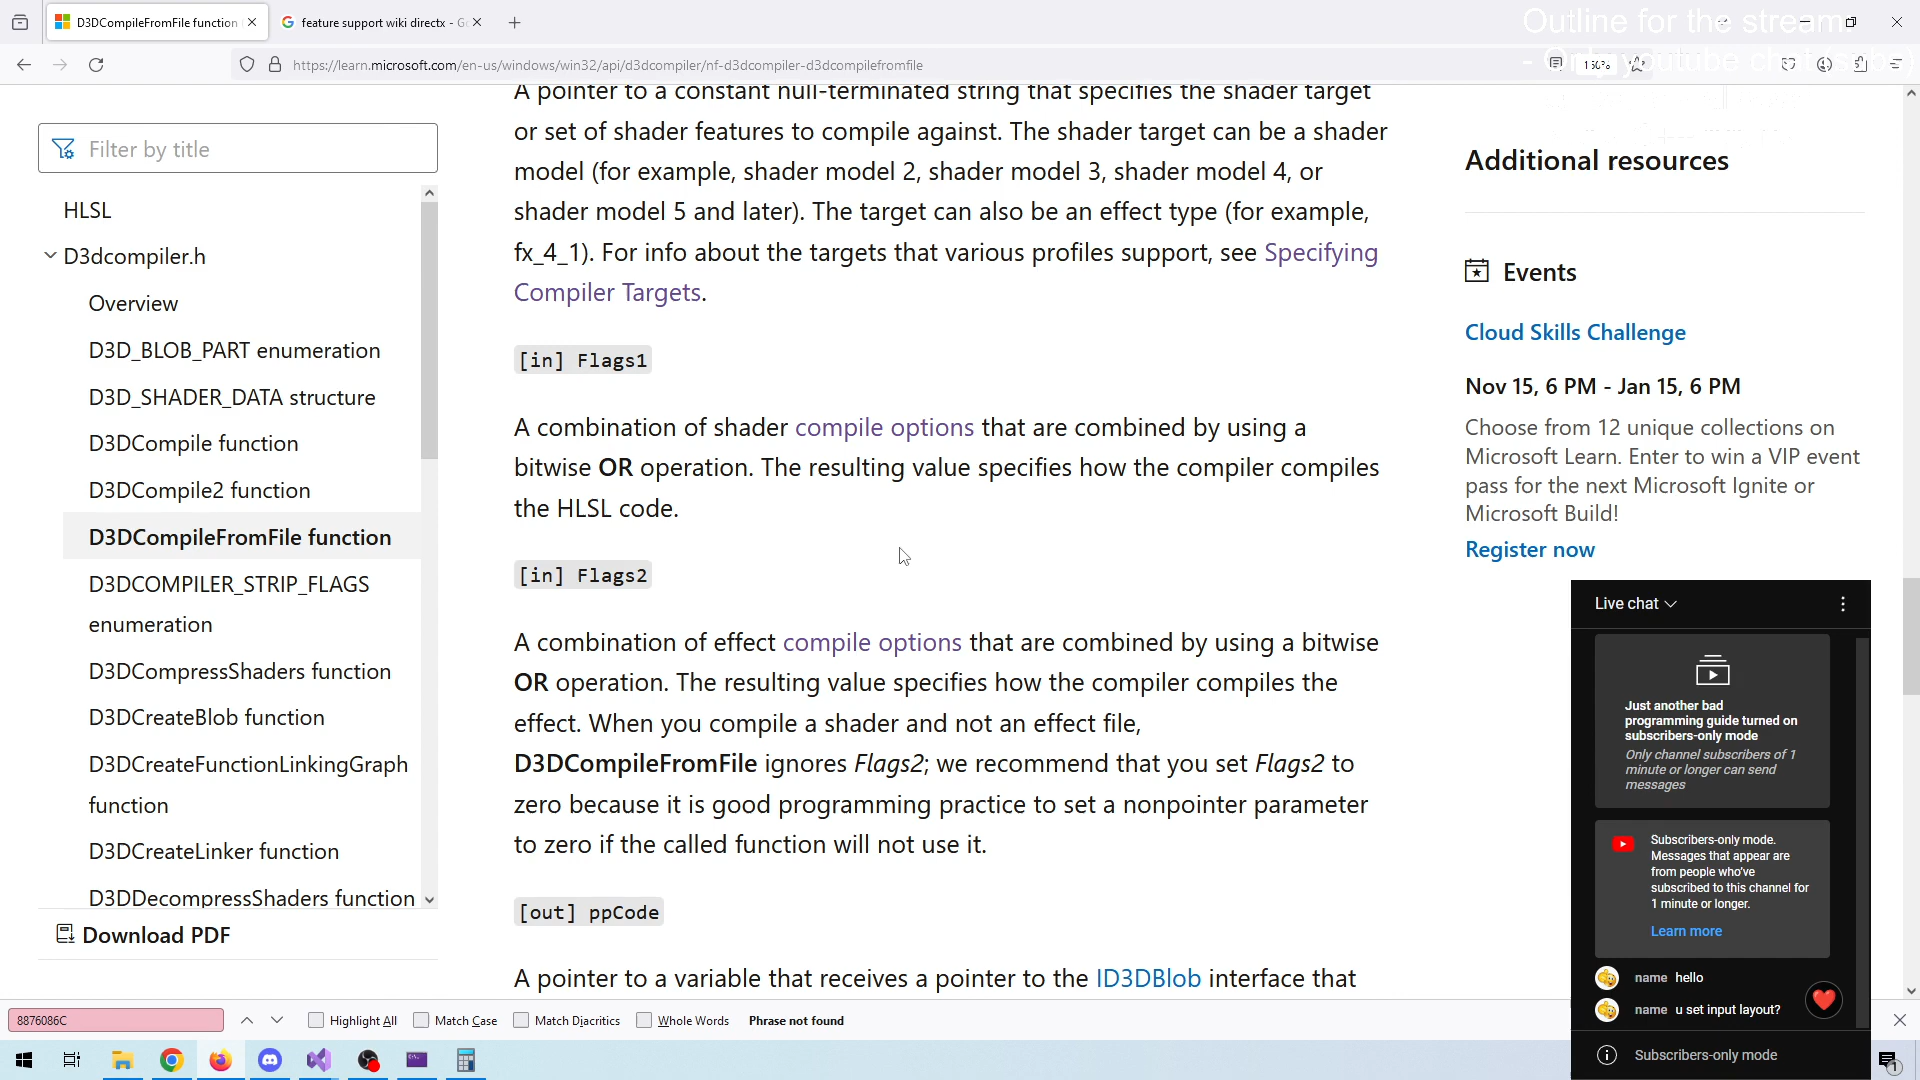 D3DCompileFromFile function
feature support wiki directx - G
Outline for the stream:
https://learn.microsoft.com/en-us/windows/win32/api/d3dcompiler/nf-d3dcompiler-d3dcompilefromfile
- Only youtube chat (subs)
Filter by title
HLSL
D3dcompiler.h
Overview
D3D_BLOB_PART enumeration
D3D_SHADER_DATA structure
D3DCompile function
D3DCompile2 function
D3DCompileFromFile function
D3DCOMPILER_STRIP_FLAGS
enumeration
D3DCompressShaders function
D3DCreateBlob function
D3DCreateFunctionLinkingGraph
function
D3DCreateLinker function
D3DDecompressShaders function
Download PDF
A pointer to a constant null-terminated string that specifies the shader target
or set of shader features to compile against. The shader target can be a shader
model (for example, shader model 2, shader model 3, shader model 4, or
shader model 5 and later). The target can also be an effect type (for example,
fx_4_1). For info about the targets that various profiles support, see Specifying
Compiler Targets.
[in] Flags1
A combination of shader compile options that are combined by using a
bitwise OR operation. The resulting value specifies how the compiler compiles
the HLSL code.
[in] Flags2
A combination of effect compile options that are combined by using a bitwise
OR operation. The resulting value specifies how the compiler compiles the
effect. When you compile a shader and not an effect file,
D3DCompileFromFile ignores Flags2; we recommend that you set Flags2 to
zero because it is good programming practice to set a nonpointer parameter
to zero if the called function will not use it.
[out] ppCode
A pointer to a variable that receives a pointer to the ID3DBlob interface that
Additional resources
Events
Cloud Skills Challenge
Nov 15, 6 PM - Jan 15, 6 PM
Choose from 12 unique collections on
Microsoft Learn. Enter to win a VIP event
pass for the next Microsoft Ignite or
Microsoft Build!
Register now
Live chat
Just another bad
programming guide turned on
subscribers-only mode
Only channel subscribers of 1
minute or longer can send
messages
Subscribers-only mode.
Messages that appear are
from people who've
subscribed to this channel for
1 minute or longer.
Learn more
name hello
name u set input layout?
Subscribers-only mode
8876086C
Highlight All
Match Case
Match Diacritics
Whole Words
Phrase not found
1